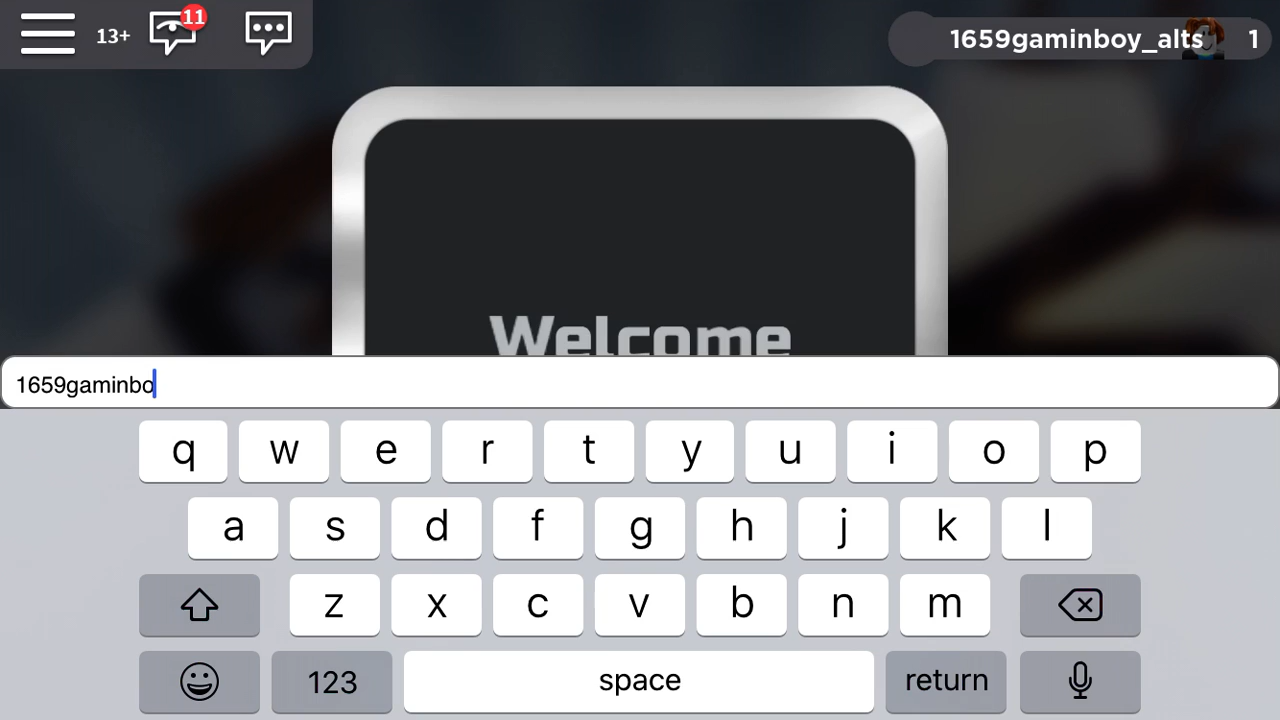 13+ 11 1659gaminboy_alts 1
Welcome
1659gaminbo
q w e r t y u i o p
a s d f g h j k l
z x c v b n m
123 space return